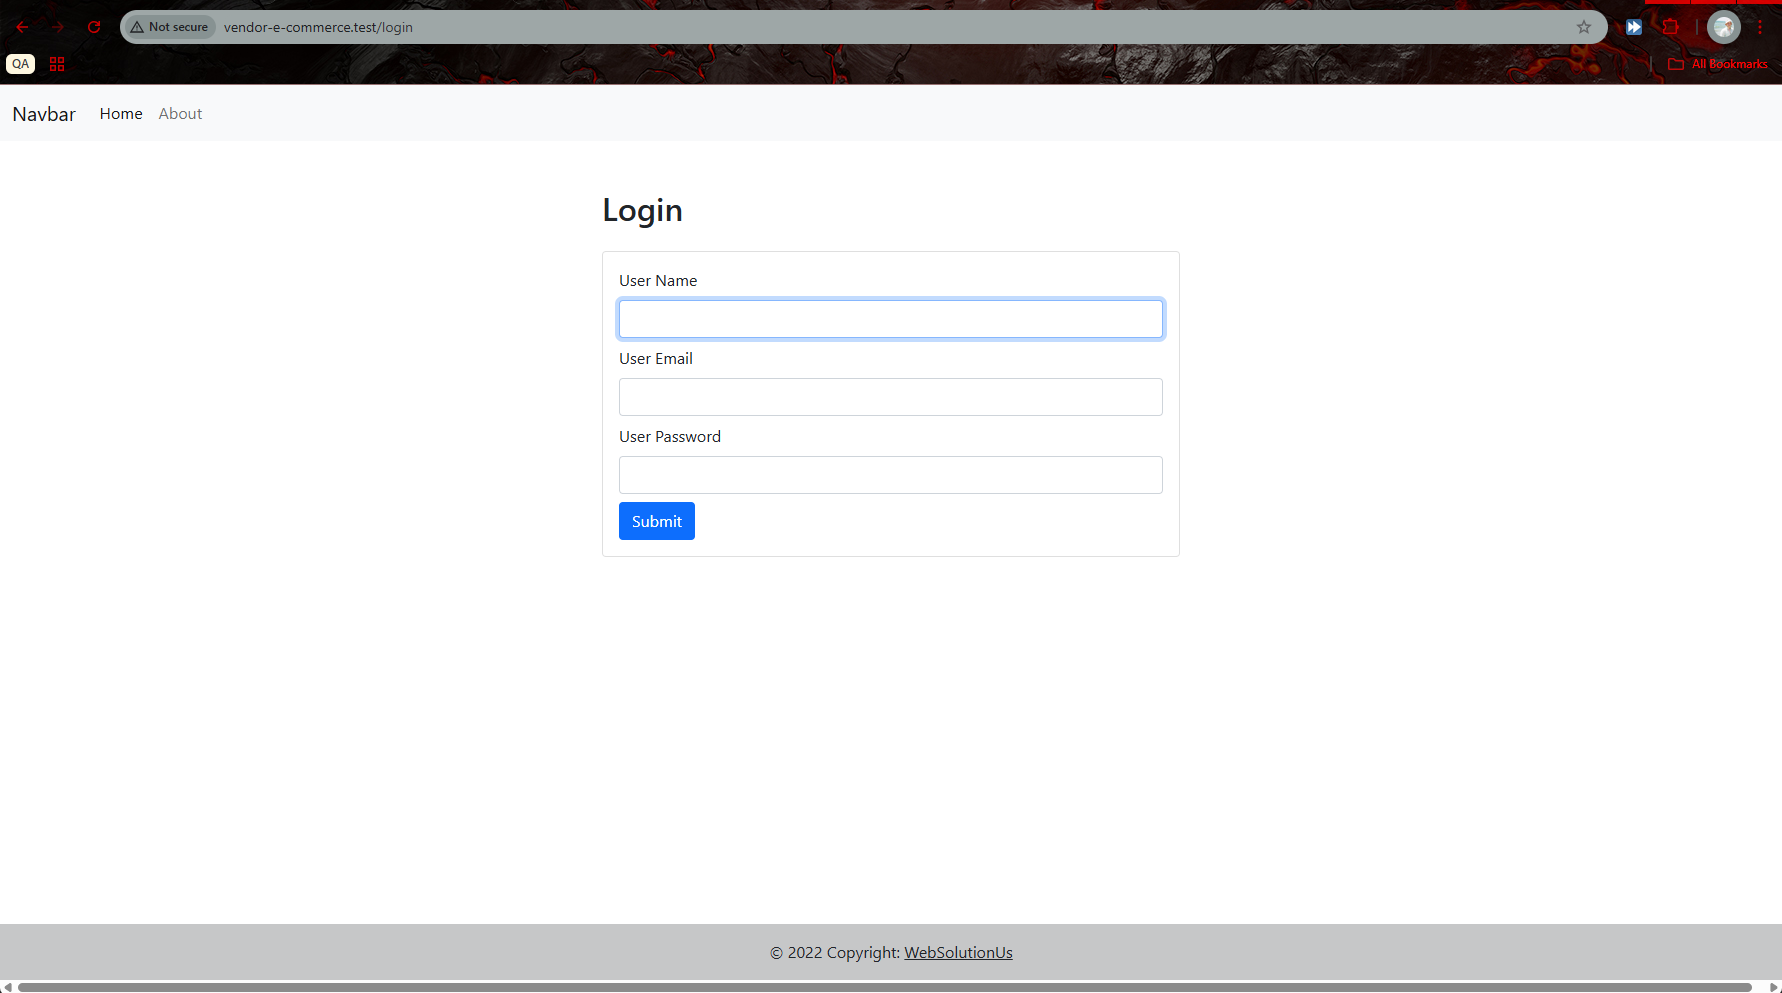 Not secure vendor-e-commerce.test/login
QA All Bookmarks
Navbar Home About
Login
User Name
User Email
User Password
Submit
© 2022 Copyright: WebSolutionUs